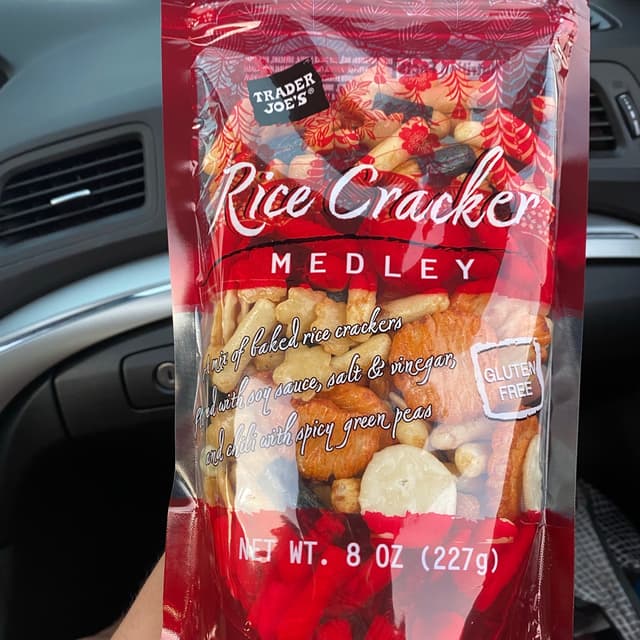 TRADER
JOE'S®
Rice Cracker
MEDLEY
mix of baked rice crackers
with soy sauce, salt & vinegar,
and chili with spicy green peas
GLUTEN
FREE
NET WT. 8 OZ (227g)